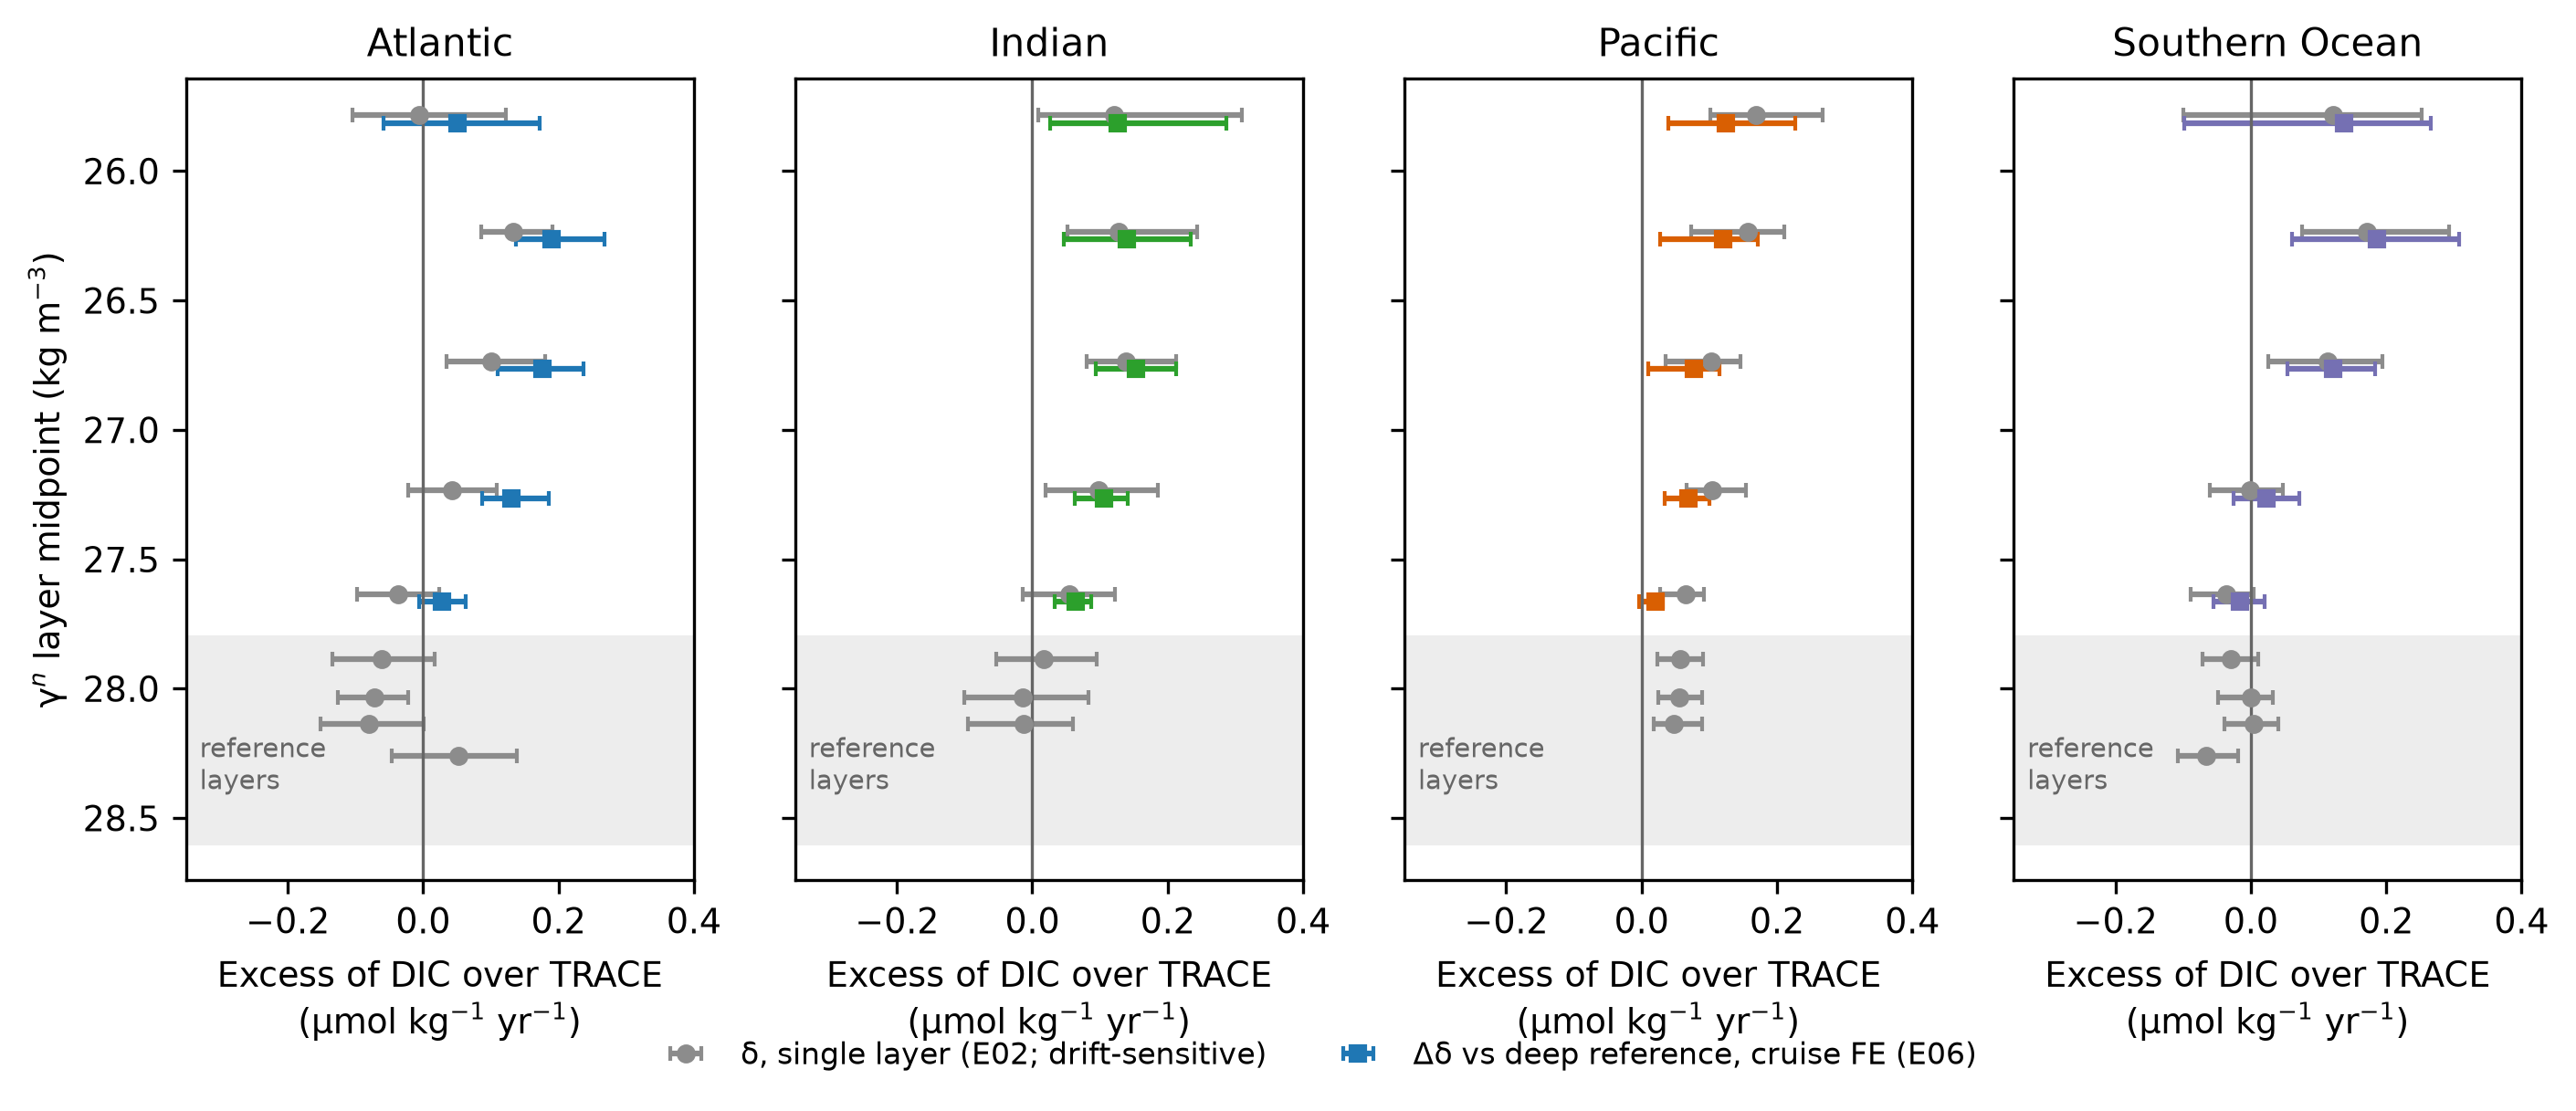 Atlantic
Indian
Pacific
Southern Ocean
γⁿ layer midpoint (kg m⁻³)
26.0
26.5
27.0
27.5
28.0
28.5
reference
layers
reference
layers
reference
layers
reference
layers
−0.2 0.0 0.2 0.4
−0.2 0.0 0.2 0.4
−0.2 0.0 0.2 0.4
−0.2 0.0 0.2 0.4
Excess of DIC over TRACE
(μmol kg⁻¹ yr⁻¹)
Excess of DIC over TRACE
(μmol kg⁻¹ yr⁻¹)
Excess of DIC over TRACE
(μmol kg⁻¹ yr⁻¹)
Excess of DIC over TRACE
(μmol kg⁻¹ yr⁻¹)
δ, single layer (E02; drift-sensitive)
Δδ vs deep reference, cruise FE (E06)